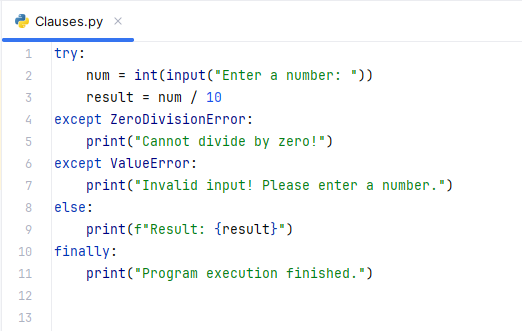 Clauses.py ×
1 try:
2     num = int(input("Enter a number: "))
3     result = num / 10
4 except ZeroDivisionError:
5     print("Cannot divide by zero!")
6 except ValueError:
7     print("Invalid input! Please enter a number.")
8 else:
9     print(f"Result: {result}")
10 finally:
11     print("Program execution finished.")
12
13